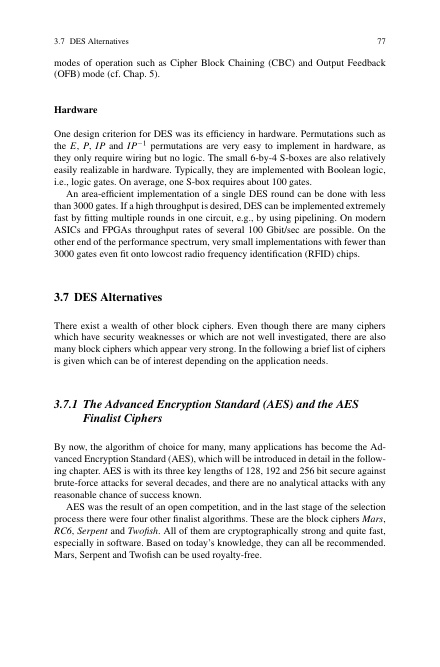 3.7 DES Alternatives 77
modes of operation such as Cipher Block Chaining (CBC) and Output Feedback
(OFB) mode (cf. Chap. 5).
Hardware
One design criterion for DES was its efficiency in hardware. Permutations such as
the E, P, IP and IP⁻¹ permutations are very easy to implement in hardware, as
they only require wiring but no logic. The small 6-by-4 S-boxes are also relatively
easily realizable in hardware. Typically, they are implemented with Boolean logic,
i.e., logic gates. On average, one S-box requires about 100 gates.
An area-efficient implementation of a single DES round can be done with less
than 3000 gates. If a high throughput is desired, DES can be implemented extremely
fast by fitting multiple rounds in one circuit, e.g., by using pipelining. On modern
ASICs and FPGAs throughput rates of several 100 Gbit/sec are possible. On the
other end of the performance spectrum, very small implementations with fewer than
3000 gates even fit onto lowcost radio frequency identification (RFID) chips.
3.7 DES Alternatives
There exist a wealth of other block ciphers. Even though there are many ciphers
which have security weaknesses or which are not well investigated, there are also
many block ciphers which appear very strong. In the following a brief list of ciphers
is given which can be of interest depending on the application needs.
3.7.1 The Advanced Encryption Standard (AES) and the AES
Finalist Ciphers
By now, the algorithm of choice for many, many applications has become the Ad-
vanced Encryption Standard (AES), which will be introduced in detail in the follow-
ing chapter. AES is with its three key lengths of 128, 192 and 256 bit secure against
brute-force attacks for several decades, and there are no analytical attacks with any
reasonable chance of success known.
AES was the result of an open competition, and in the last stage of the selection
process there were four other finalist algorithms. These are the block ciphers Mars,
RC6, Serpent and Twofish. All of them are cryptographically strong and quite fast,
especially in software. Based on today's knowledge, they can all be recommended.
Mars, Serpent and Twofish can be used royalty-free.